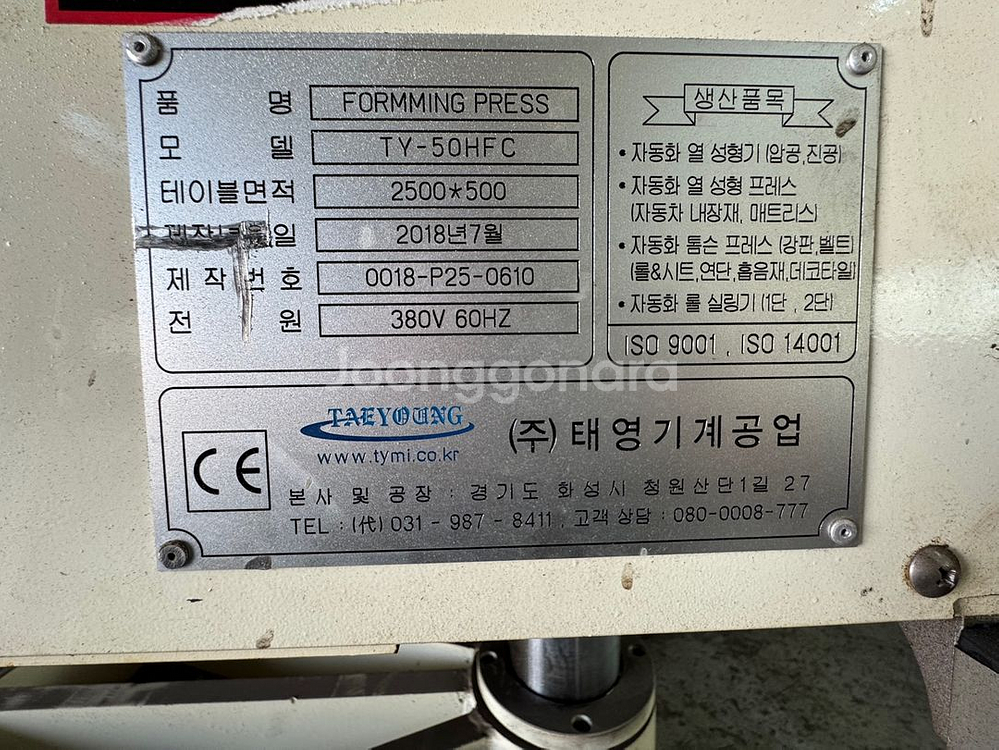 품 명 FORMMING PRESS
모 델 TY-50HFC
테이블면적 2500*500
제작년월일 2018년7월
제작번호 0018-P25-0610
전 원 380V 60HZ
생산품목
• 자동화 열 성형기 (압공,진공)
• 자동화 열 성형 프레스
(자동차 내장재, 매트리스)
• 자동화 톰슨 프레스 (강판,벨트)
(롤&시트,연단,흡음재,데코타일)
• 자동화 롤 실링기 (1단 , 2단)
ISO 9001 , ISO 14001
Joonggonara
CE
TAEYOUNG
www.tymi.co.kr
(주) 태영기계공업
본사 및 공장 : 경기도 화성시 청원산단1길 27
TEL : (代) 031 - 987 - 8411 , 고객 상담 : 080-0008-777